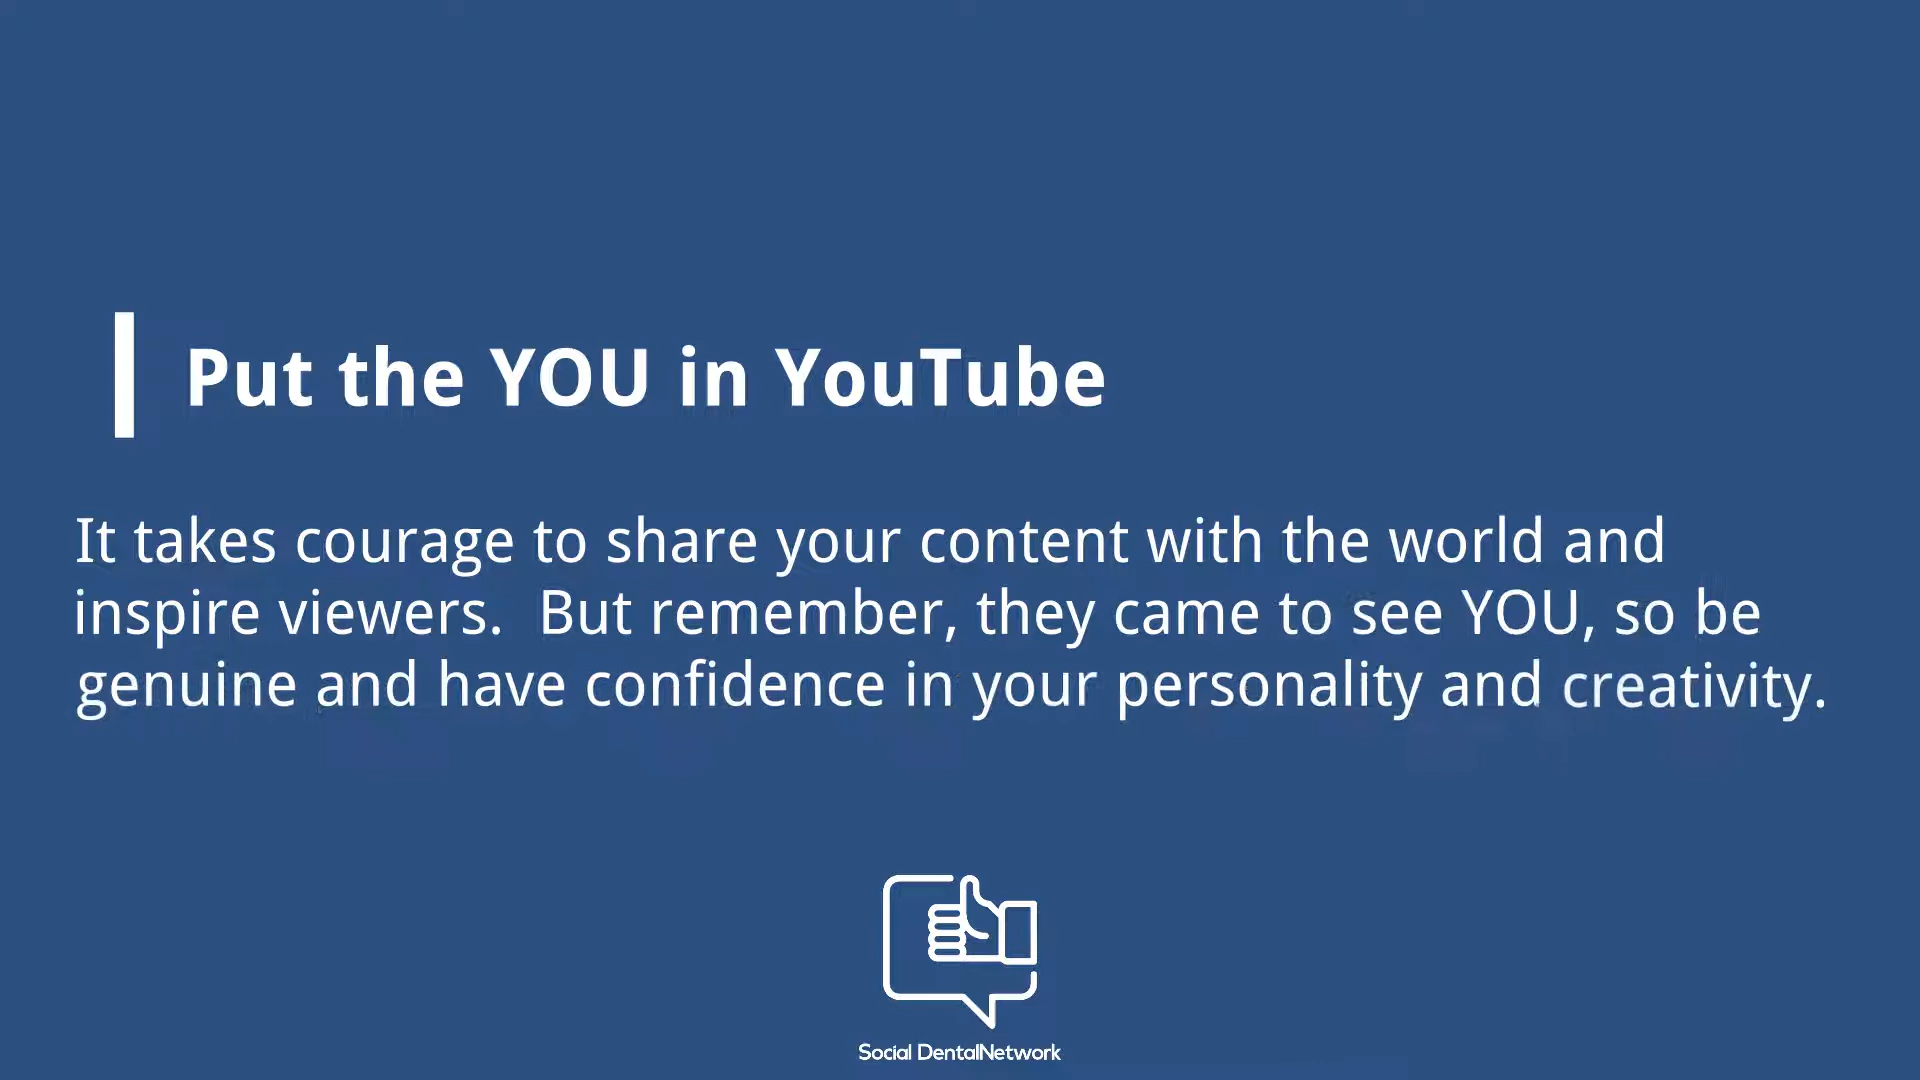 Put the YOU in YouTube
It takes courage to share your content with the world and
inspire viewers.  But remember, they came to see YOU, so be
genuine and have confidence in your personality and creativity.
Social DentalNetwork